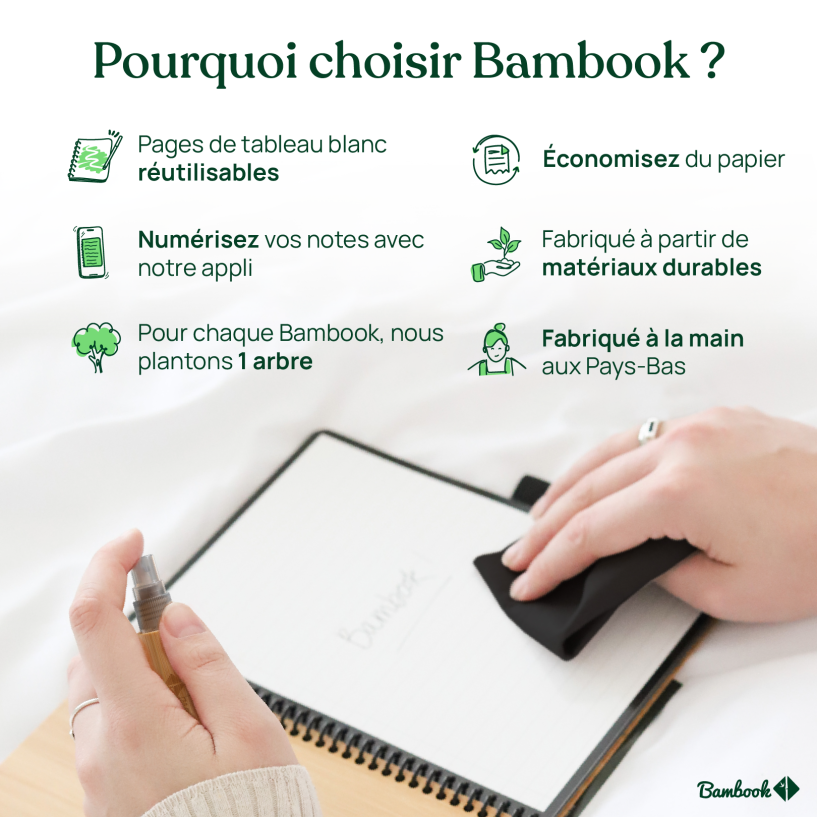 Pourquoi choisir Bambook ?
Pages de tableau blanc
réutilisables
Économisez du papier
Numérisez vos notes avec
notre appli
Fabriqué à partir de
matériaux durables
Pour chaque Bambook, nous
plantons 1 arbre
Fabriqué à la main
aux Pays-Bas
Bambook!
Bambook